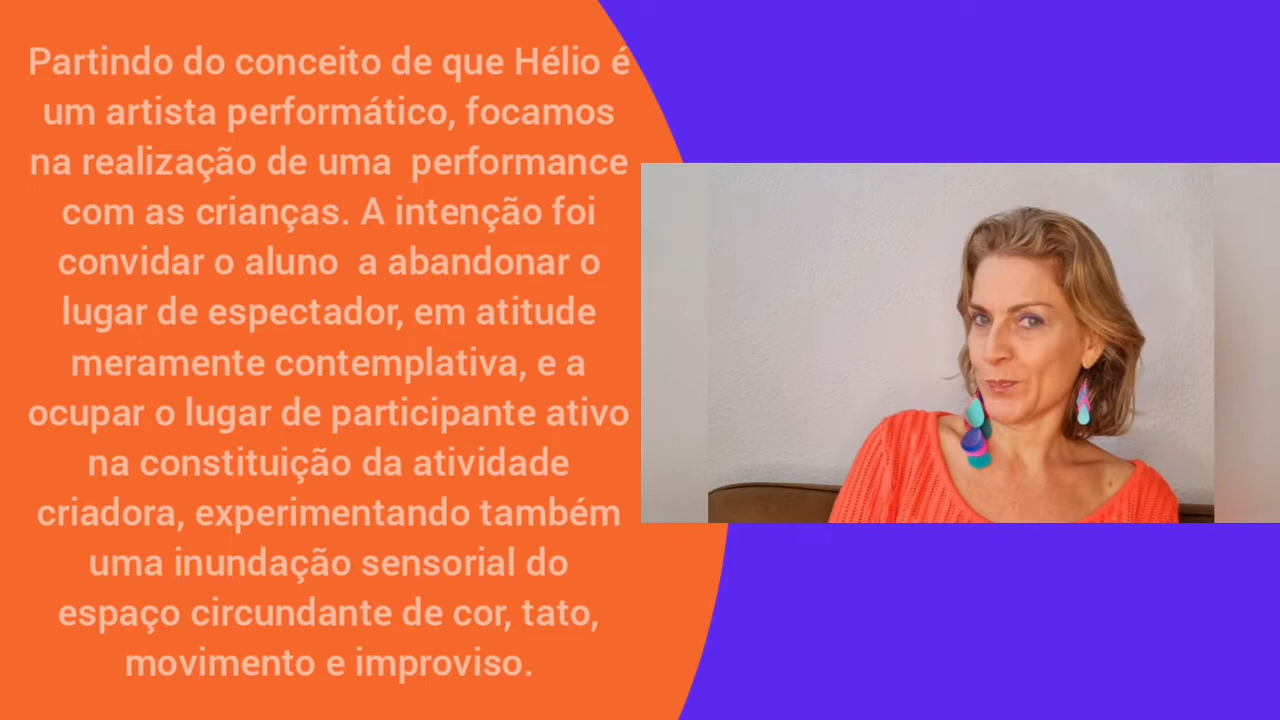 Partindo do conceito de que Hélio é
um artista performático, focamos
na realização de uma  performance
com as crianças. A intenção foi
convidar o aluno  a abandonar o
lugar de espectador, em atitude
meramente contemplativa, e a
ocupar o lugar de participante ativo
na constituição da atividade
criadora, experimentando também
uma inundação sensorial do
espaço circundante de cor, tato,
movimento e improviso.